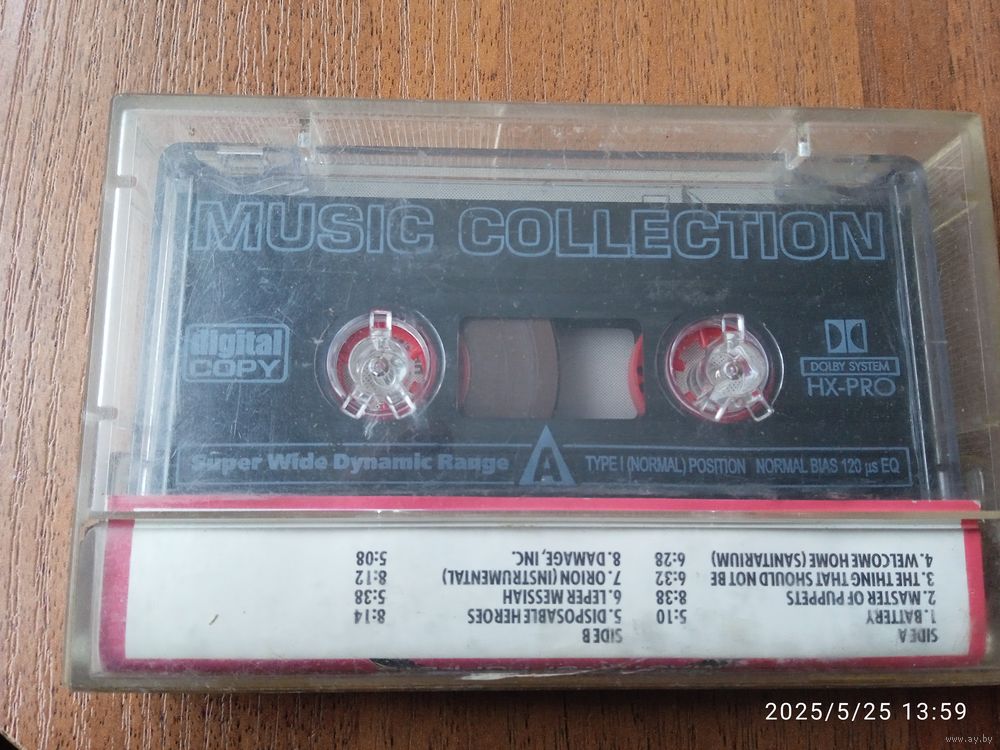 MUSIC COLLECTION
digital
COPY
DOLBY SYSTEM
HX-PRO
Super Wide Dynamic Range
A
TYPE I (NORMAL) POSITION NORMAL BIAS 120 µs EQ
SIDE A
1. BATTERY 5:10
2. MASTER OF PUPPETS 8:38
3. THE THING THAT SHOULD NOT BE 6:32
4. WELCOME HOME (SANITARIUM) 6:28
SIDE B
5. DISPOSABLE HEROES 8:14
6. LEPER MESSIAH 5:38
7. ORION (INSTRUMENTAL) 8:12
8. DAMAGE, INC. 5:08
2025/5/25 13:59
www.ay.by